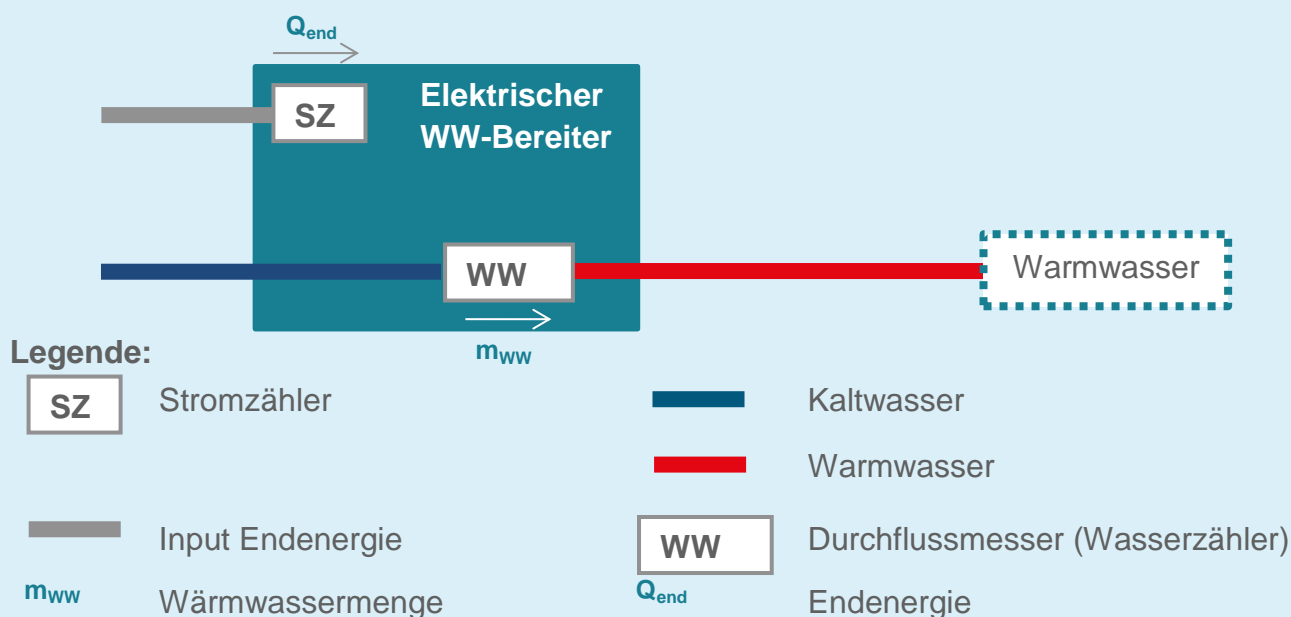 Qend
SZ
Elektrischer
WW-Bereiter
WW
Warmwasser
mWW
Legende:
SZ Stromzähler
Kaltwasser
Warmwasser
Input Endenergie
WW Durchflussmesser (Wasserzähler)
mWW Wärmwassermenge
Qend Endenergie